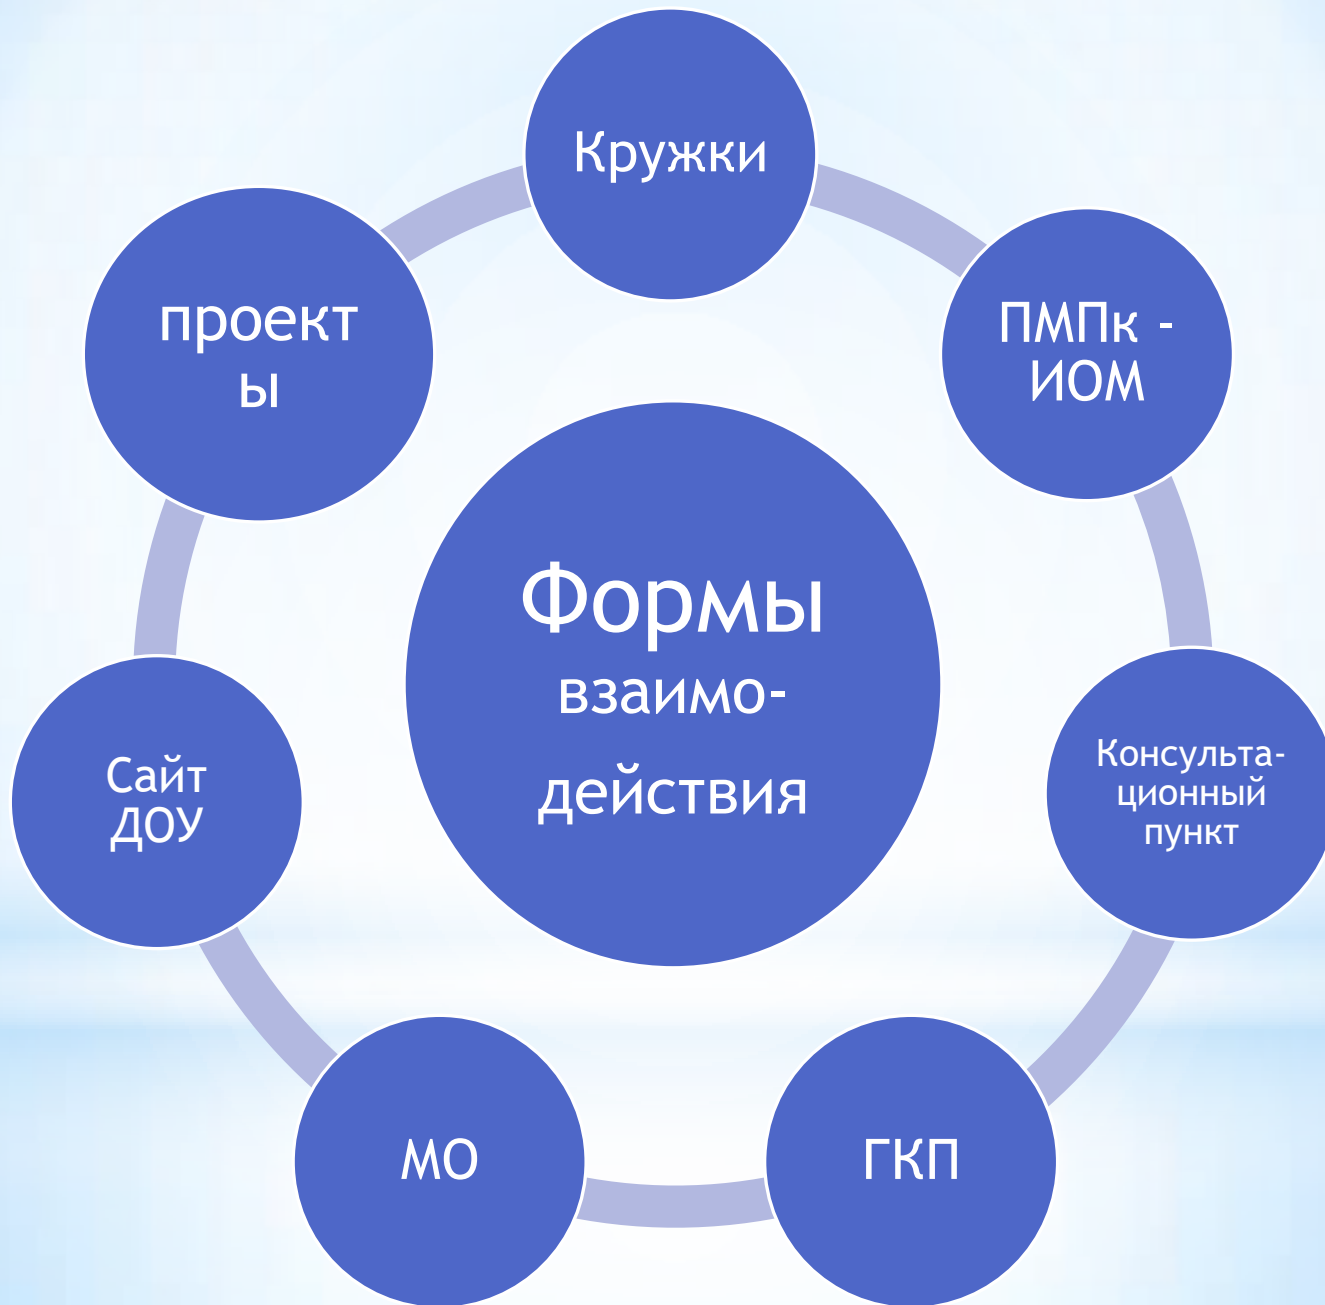 Кружки
ПМПк -
ИОМ
Консульта-
ционный
пункт
ГКП
МО
Сайт
ДОУ
проект
ы
Формы
взаимо-
действия